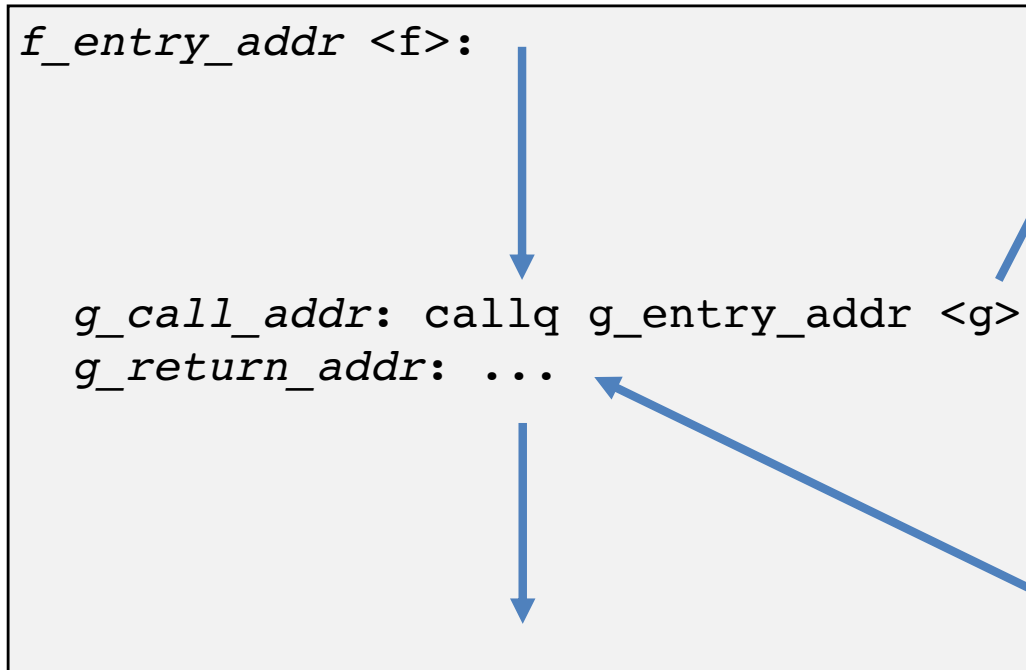 f_entry_addr <f>:
g_call_addr: callq g_entry_addr <g>
g_return_addr: ...